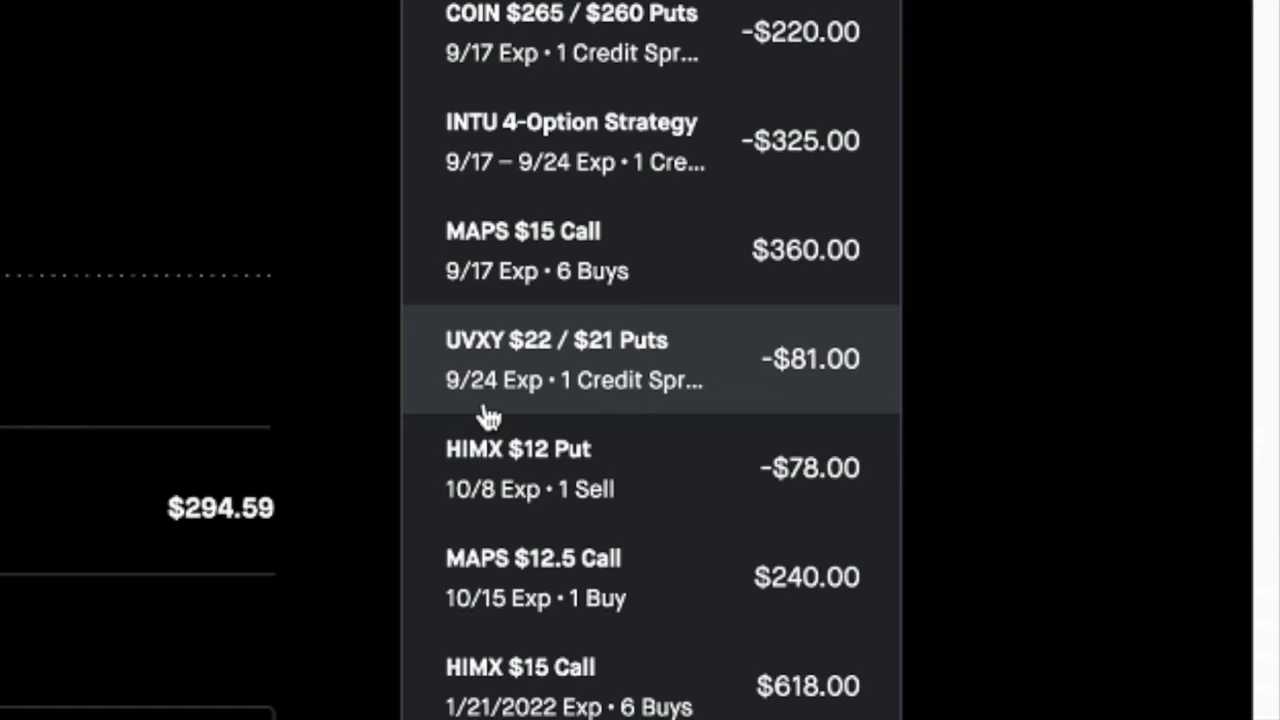 COIN $265 / $260 Puts
-$220.00
9/17 Exp • 1 Credit Spr...
INTU 4-Option Strategy
-$325.00
9/17 – 9/24 Exp • 1 Cre...
MAPS $15 Call
$360.00
9/17 Exp • 6 Buys
UVXY $22 / $21 Puts
-$81.00
9/24 Exp • 1 Credit Spr...
HIMX $12 Put
-$78.00
10/8 Exp • 1 Sell
$294.59
MAPS $12.5 Call
$240.00
10/15 Exp • 1 Buy
HIMX $15 Call
$618.00
1/21/2022 Exp • 6 Buys